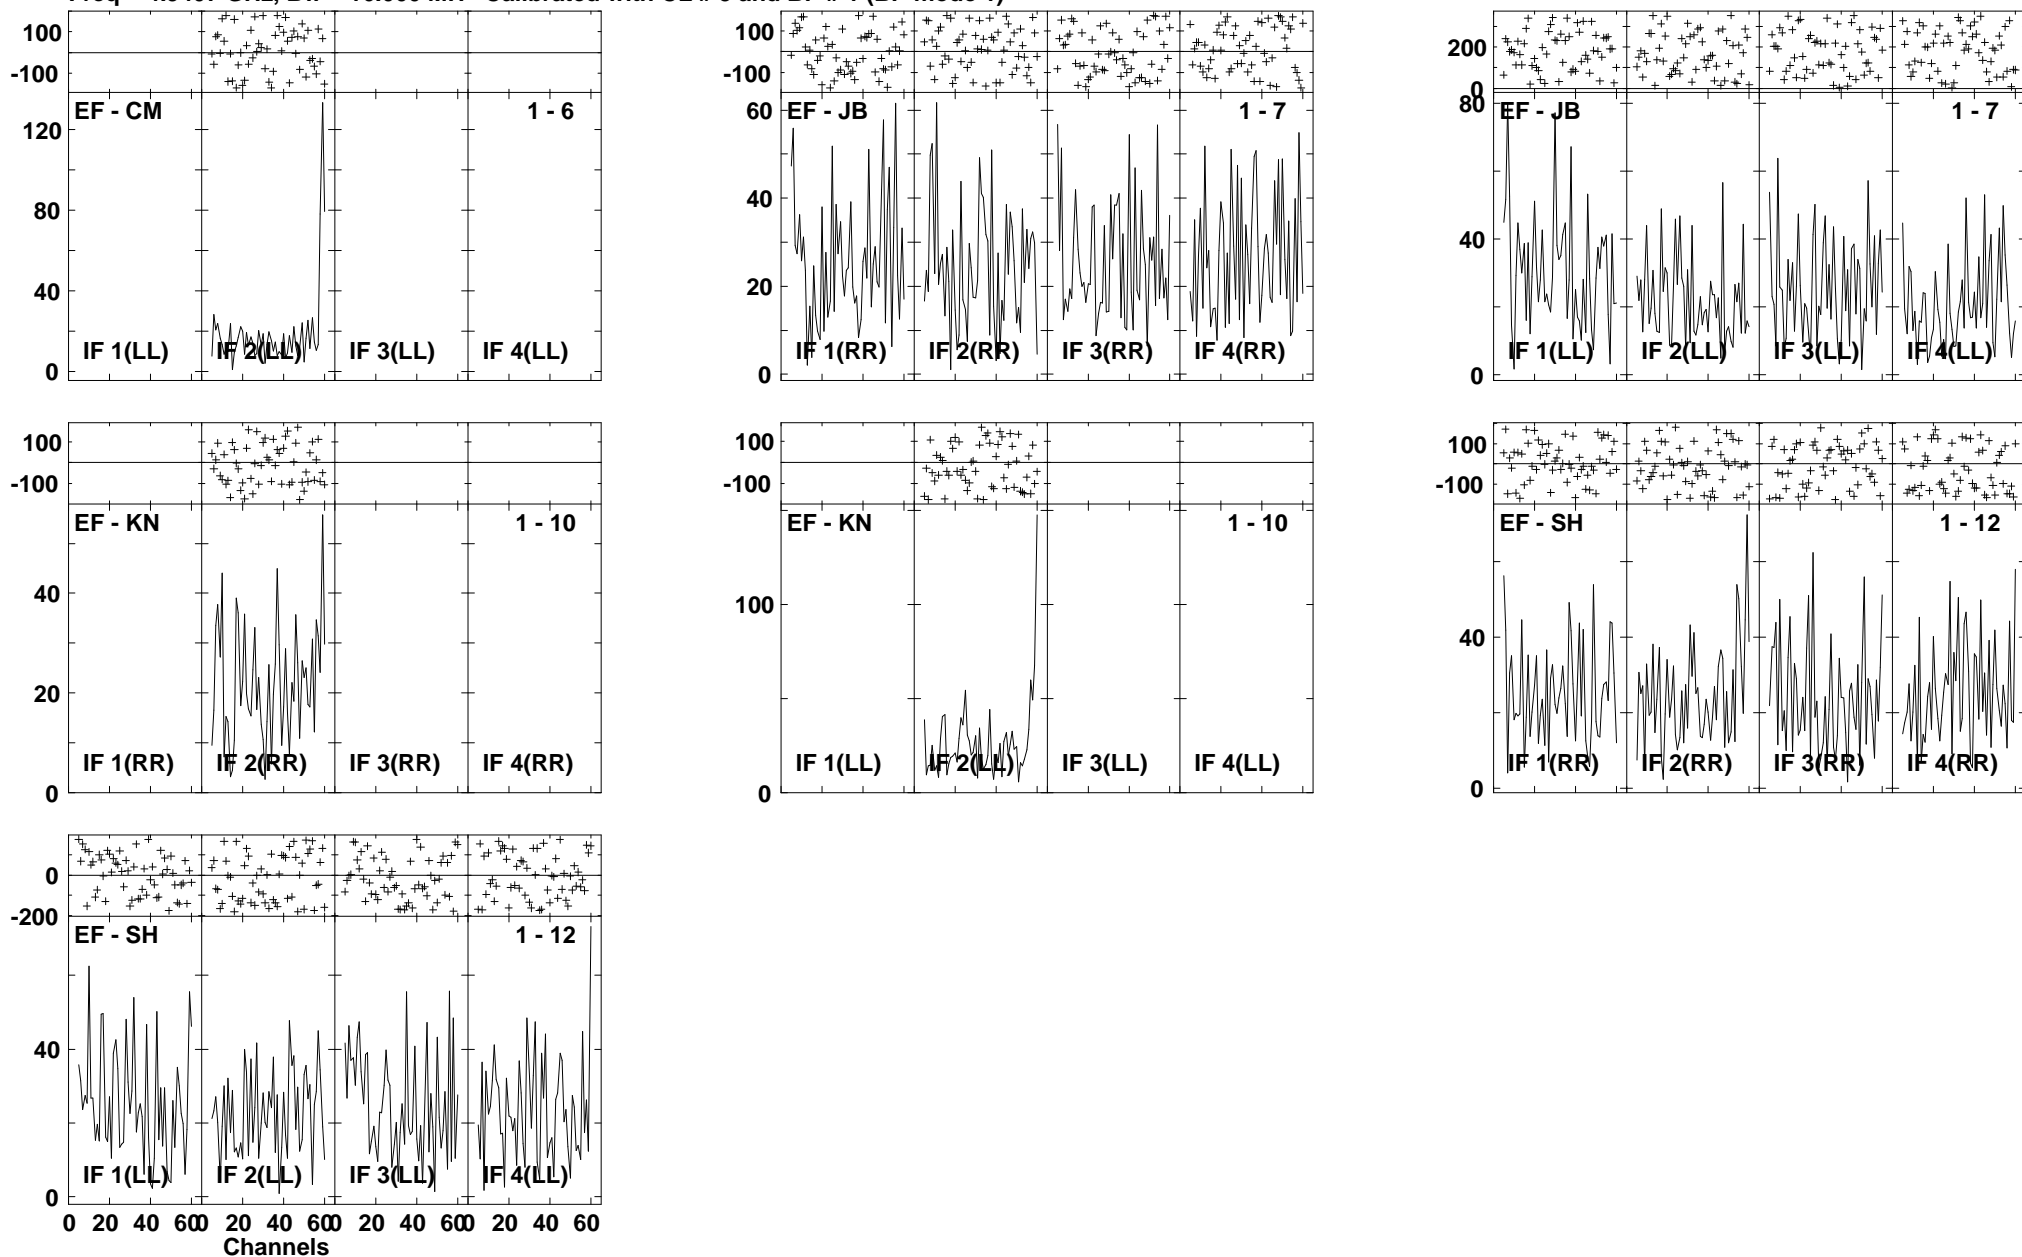 100
-100
EF - CM
1 - 6
120
80
40
0
IF 1(LL)
IF 2(LL)
IF 3(LL)
IF 4(LL)
100
-100
EF - JB
1 - 7
60
40
20
0
IF 1(RR)
IF 2(RR)
IF 3(RR)
IF 4(RR)
200
0
EF - JB
1 - 7
80
40
0
IF 1(LL)
IF 2(LL)
IF 3(LL)
IF 4(LL)
100
-100
EF - KN
1 - 10
40
20
0
IF 1(RR)
IF 2(RR)
IF 3(RR)
IF 4(RR)
100
-100
EF - KN
1 - 10
100
0
IF 1(LL)
IF 2(LL)
IF 3(LL)
IF 4(LL)
100
-100
EF - SH
1 - 12
40
0
IF 1(RR)
IF 2(RR)
IF 3(RR)
IF 4(RR)
0
-200
EF - SH
1 - 12
40
0
IF 1(LL)
IF 2(LL)
IF 3(LL)
IF 4(LL)
0 20 40 60 0 20 40 60 0 20 40 60 0 20 40 60
Channels